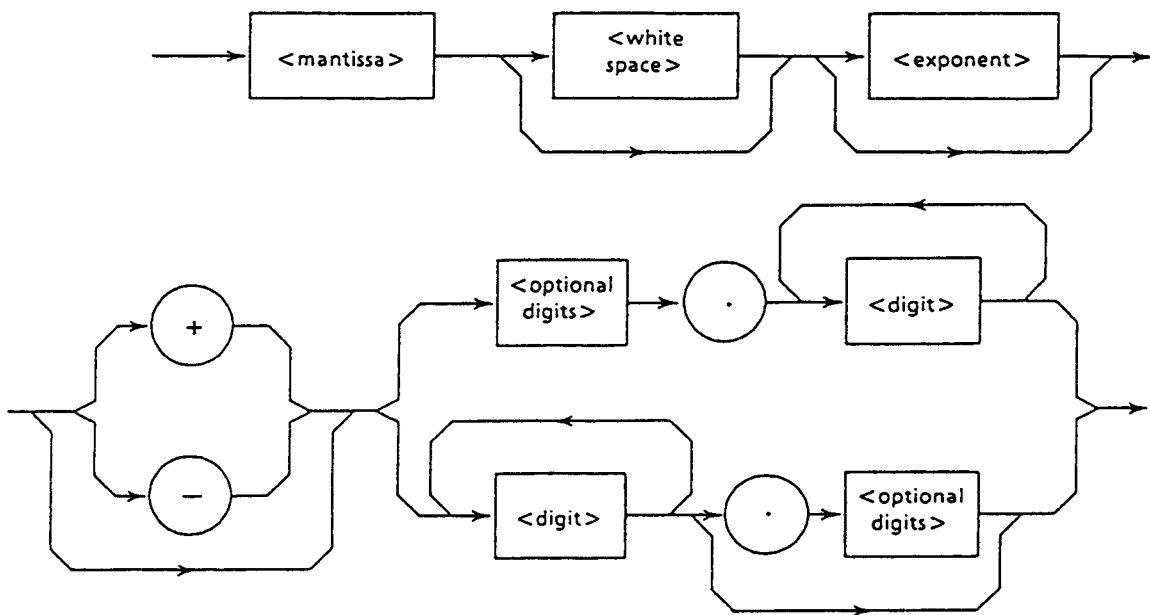 <mantissa>
<white
space>
<exponent>
+
−
<optional
digits>
.
<digit>
<digit>
.
<optional
digits>